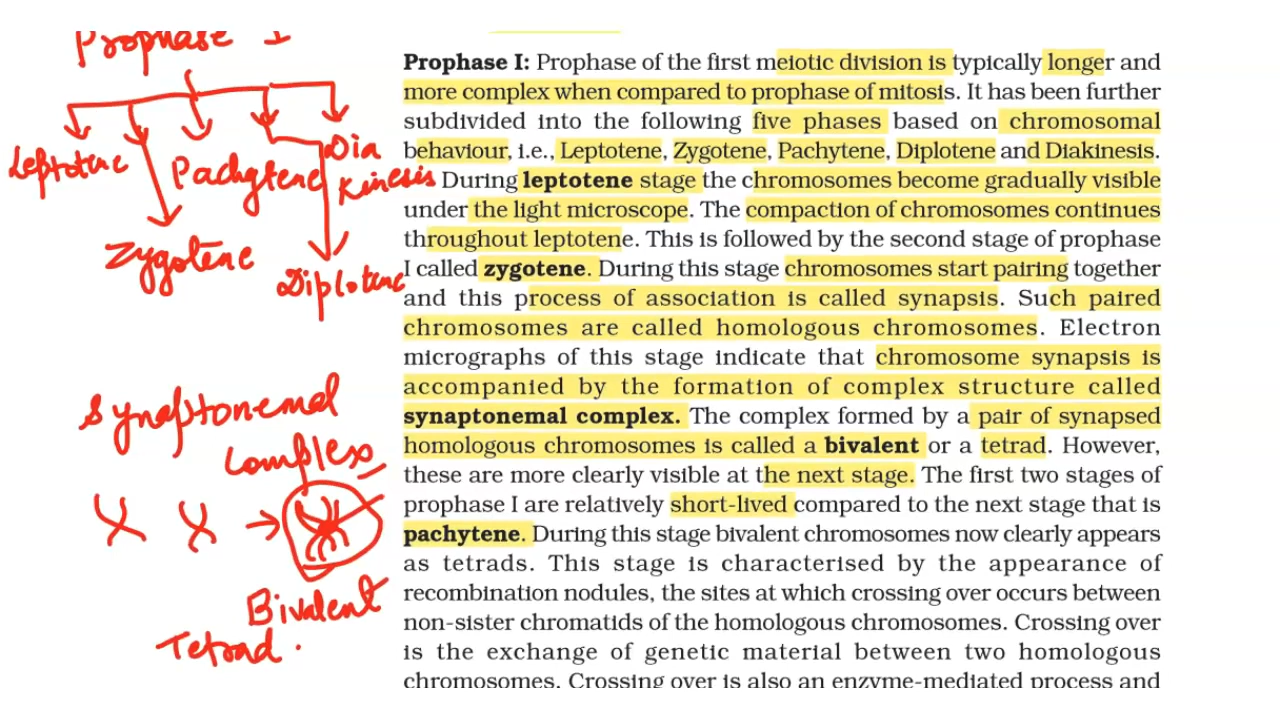 Prophase I
Leptotene
Pachytene
Dia
Kinesis
Zygotene
Diplotene
Synaptonemal
Complex
Bivalent
Tetrad
Prophase I: Prophase of the first meiotic division is typically longer and
more complex when compared to prophase of mitosis. It has been further
subdivided into the following five phases based on chromosomal
behaviour, i.e., Leptotene, Zygotene, Pachytene, Diplotene and Diakinesis.
During leptotene stage the chromosomes become gradually visible
under the light microscope. The compaction of chromosomes continues
throughout leptotene. This is followed by the second stage of prophase
I called zygotene. During this stage chromosomes start pairing together
and this process of association is called synapsis. Such paired
chromosomes are called homologous chromosomes. Electron
micrographs of this stage indicate that chromosome synapsis is
accompanied by the formation of complex structure called
synaptonemal complex. The complex formed by a pair of synapsed
homologous chromosomes is called a bivalent or a tetrad. However,
these are more clearly visible at the next stage. The first two stages of
prophase I are relatively short-lived compared to the next stage that is
pachytene. During this stage bivalent chromosomes now clearly appears
as tetrads. This stage is characterised by the appearance of
recombination nodules, the sites at which crossing over occurs between
non-sister chromatids of the homologous chromosomes. Crossing over
is the exchange of genetic material between two homologous
chromosomes. Crossing over is also an enzyme-mediated process and